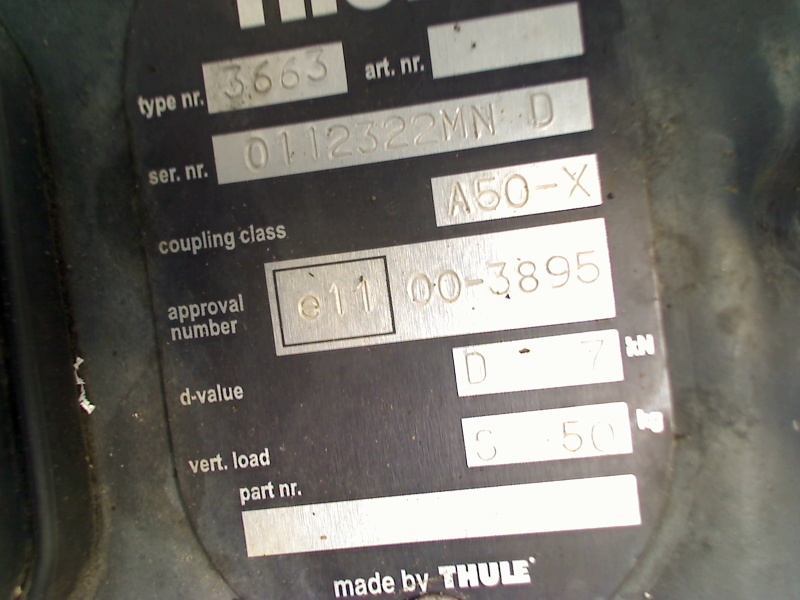 type nr. 3663 art. nr.
ser. nr. 0112322MN D
coupling class A50-X
approval number e11 00-3895
d-value D 7 kN
vert. load S 50 kg
part nr.
made by THULE